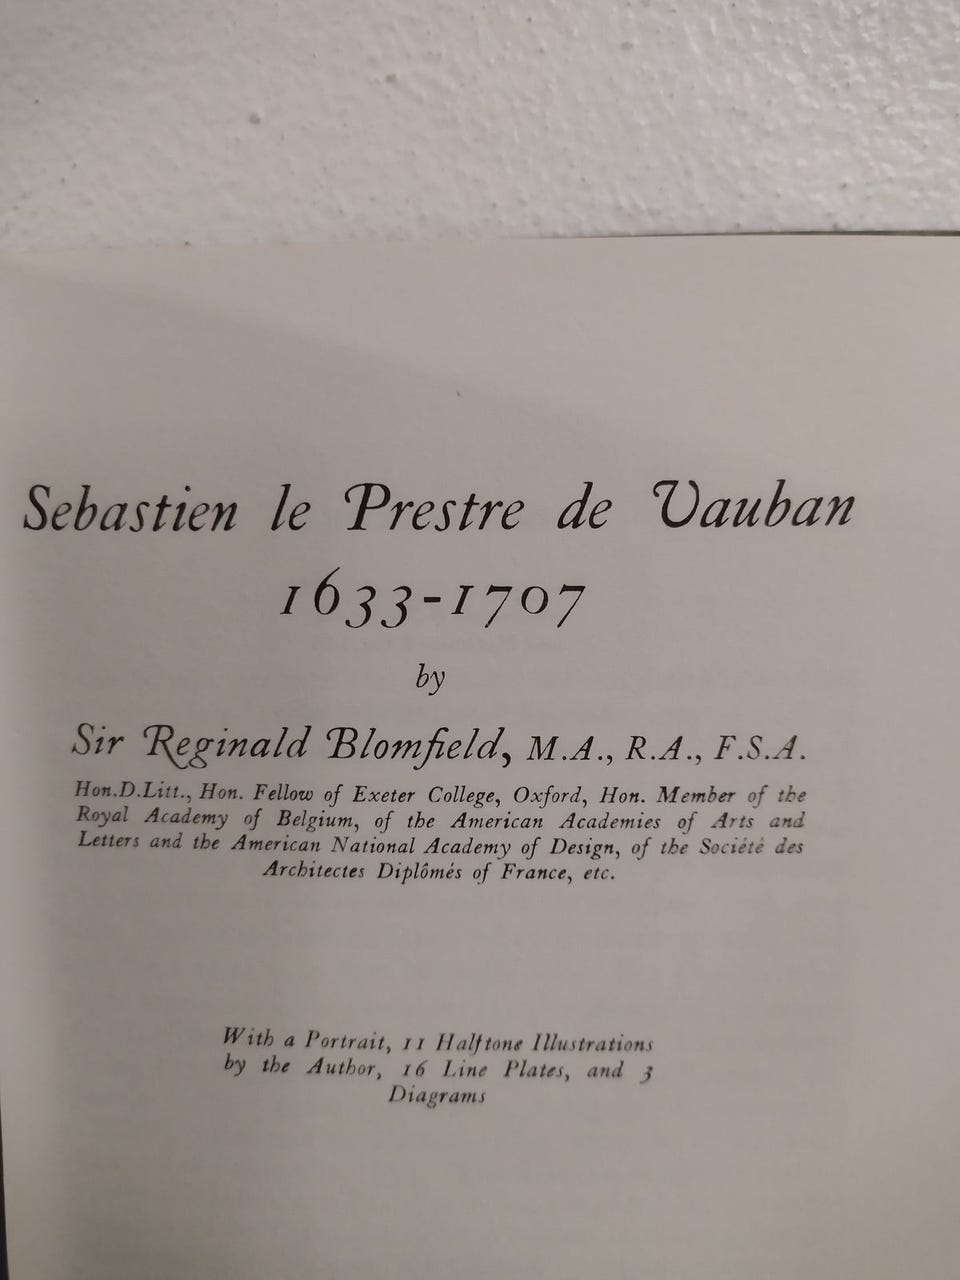 Sebastien le Prestre de Vauban
1633-1707
by
Sir Reginald Blomfield, M.A., R.A., F.S.A.
Hon.D.Litt., Hon. Fellow of Exeter College, Oxford, Hon. Member of the
Royal Academy of Belgium, of the American Academies of Arts and
Letters and the American National Academy of Design, of the Société des
Architectes Diplômés of France, etc.
With a Portrait, 11 Halftone Illustrations
by the Author, 16 Line Plates, and 3
Diagrams